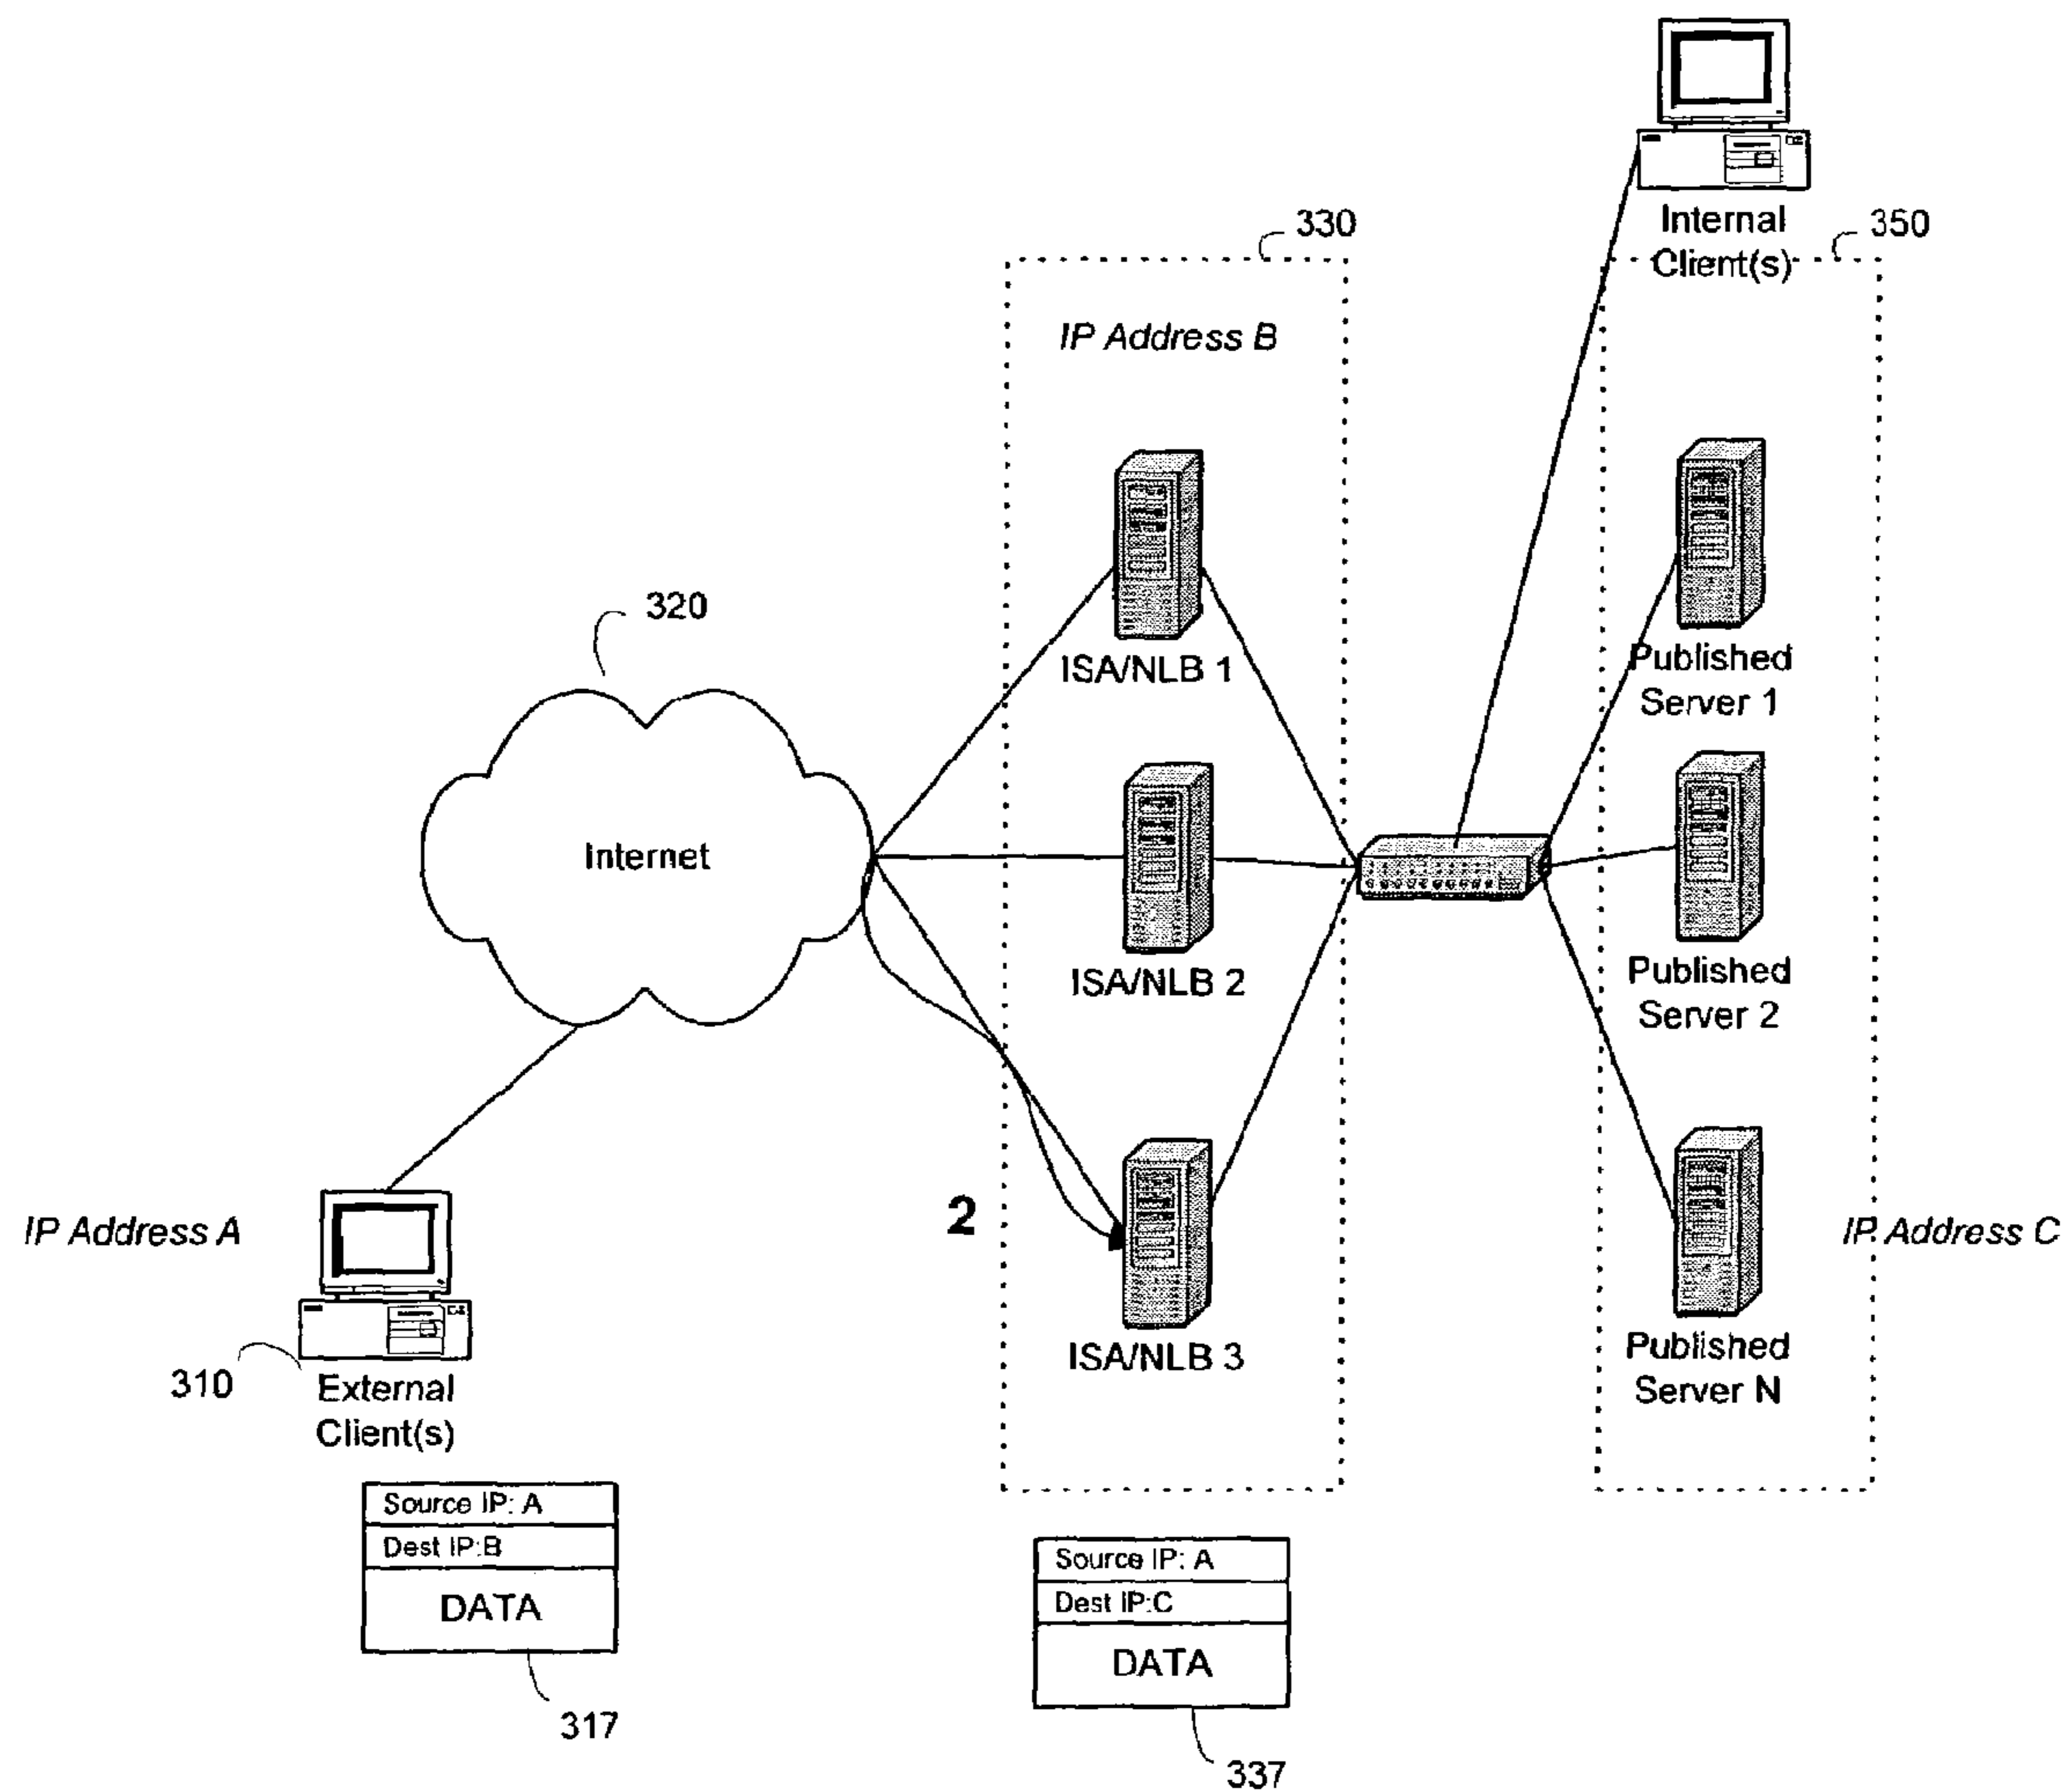 Internal
Client(s)
330
350
IP Address B
320
ISA/NLB 1
Published
Server 1
Internet
ISA/NLB 2
Published
Server 2
2
IP Address A
IP Address C
ISA/NLB 3
Published
Server N
310
External
Client(s)
Source IP: A
Dest IP:B
DATA
317
Source IP: A
Dest IP:C
DATA
337